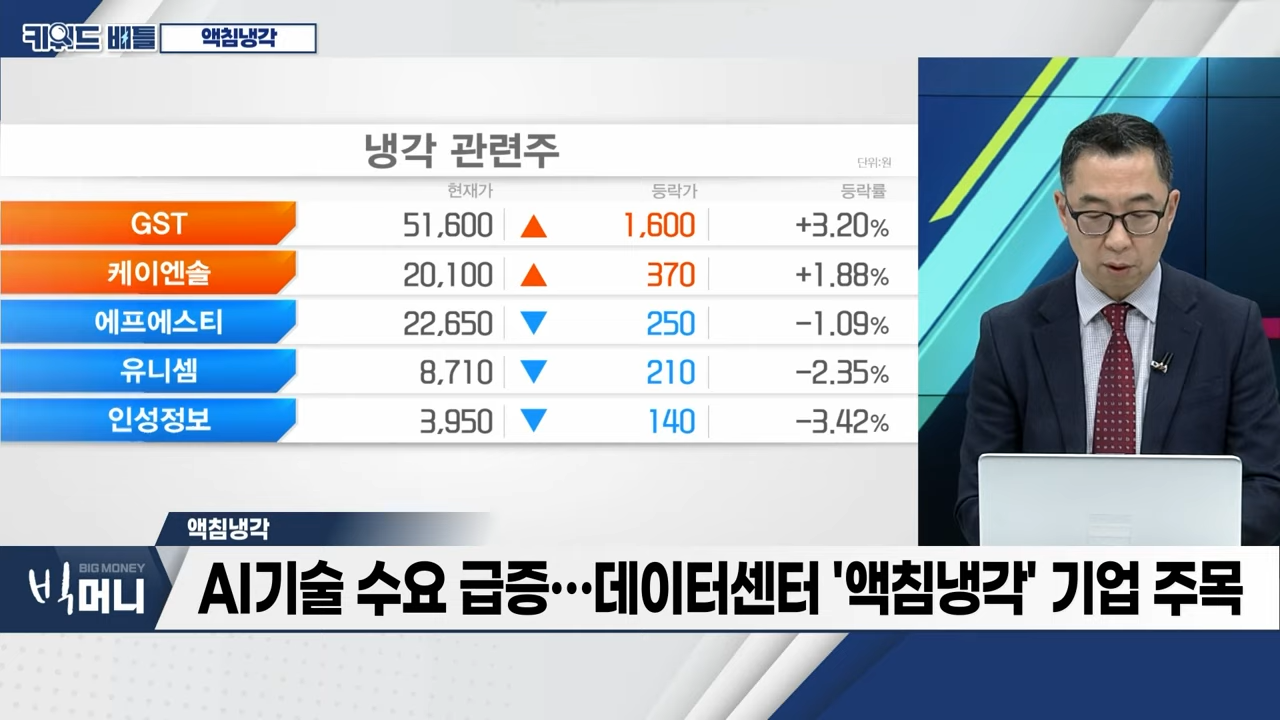 키워드 배틀
액침냉각
냉각 관련주
단위:원
현재가 등락가 등락률
GST 51,600 ▲ 1,600 +3.20%
케이엔솔 20,100 ▲ 370 +1.88%
에프에스티 22,650 ▼ 250 -1.09%
유니셈 8,710 ▼ 210 -2.35%
인성정보 3,950 ▼ 140 -3.42%
액침냉각
BIG MONEY
빅머니
AI기술 수요 급증…데이터센터 '액침냉각' 기업 주목